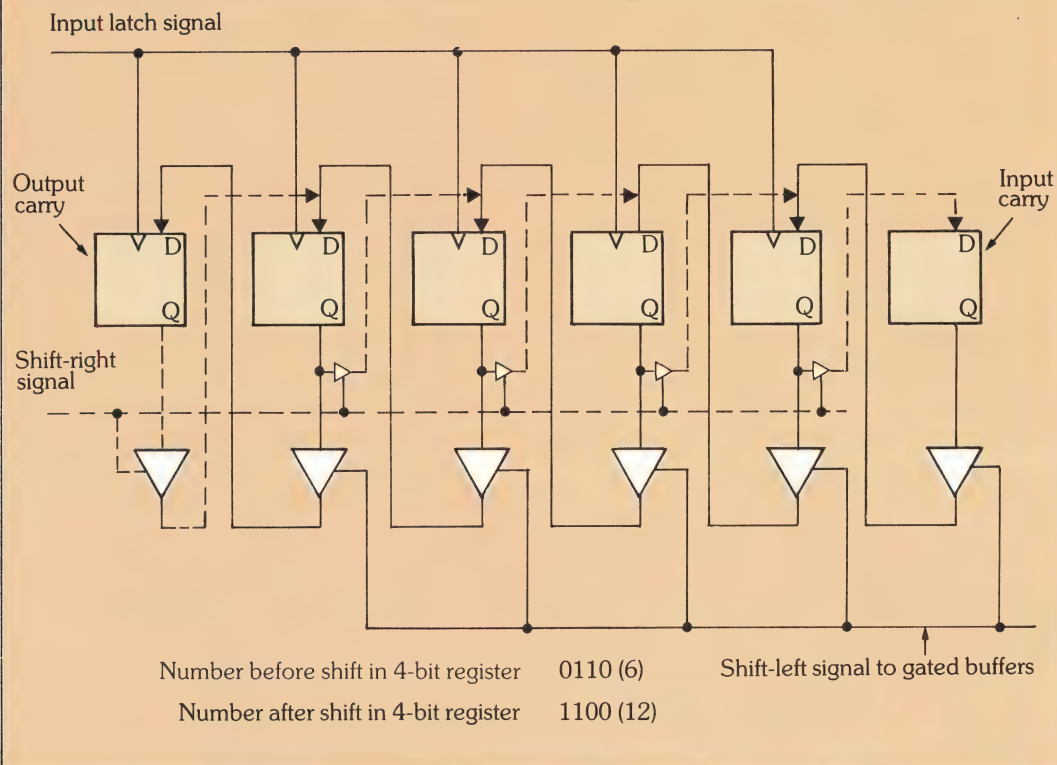 Input latch signal
Output
carry
Input
carry
D
D
D
D
D
D
Q
Q
Q
Q
Q
Q
Shift-right
signal
Number before shift in 4-bit register 0110 (6)
Shift-left signal to gated buffers
Number after shift in 4-bit register 1100 (12)